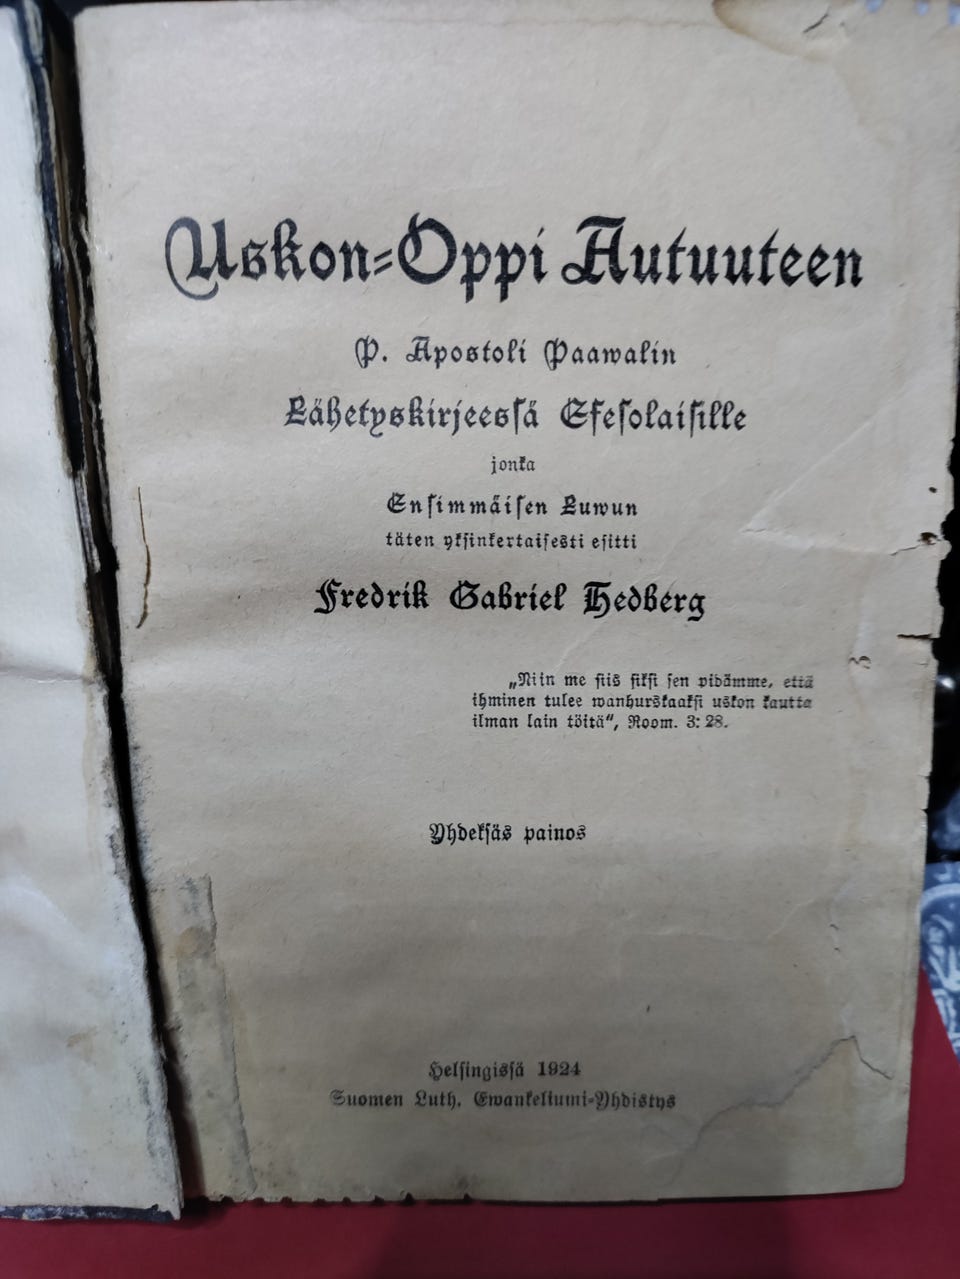 Uskon=Oppi Autuuteen
P. Apostoli Paawalin
Lähetyskirjeessä Efesolaisille
jonka
Ensimmäisen Luwun
täten yksinkertaisesti esitti
Fredrik Gabriel Hedberg
„Niin me siis siksi sen pidämme, että
ihminen tulee wanhurskaaksi uskon kautta
ilman lain töitä“, Room. 3: 28.
Yhdeksäs painos
Helsingissä 1924
Suomen Luth. Ewankeliumi=Yhdistys